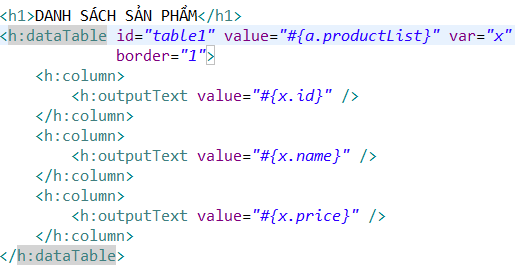 <h1>DANH SÁCH SẢN PHẨM</h1>
<h:dataTable id="table1" value="#{a.productList}" var="x"
            border="1">
    <h:column>
        <h:outputText value="#{x.id}" />
    </h:column>
    <h:column>
        <h:outputText value="#{x.name}" />
    </h:column>
    <h:column>
        <h:outputText value="#{x.price}" />
    </h:column>
</h:dataTable>